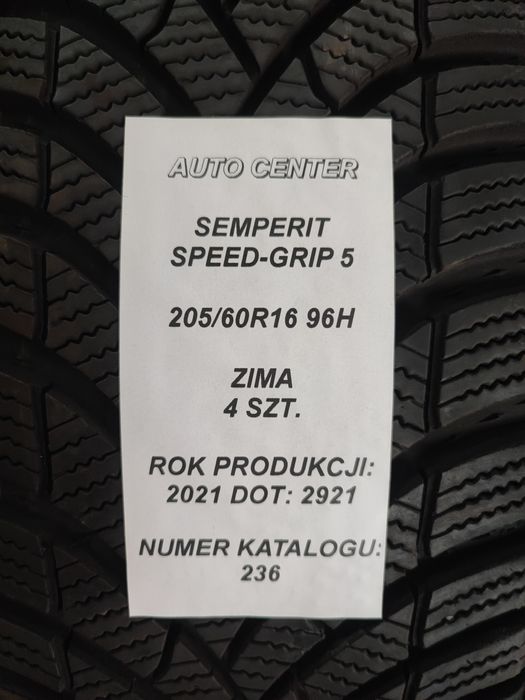 AUTO CENTER
SEMPERIT
SPEED-GRIP 5
205/60R16 96H
ZIMA
4 SZT.
ROK PRODUKCJI:
2021 DOT: 2921
NUMER KATALOGU:
236